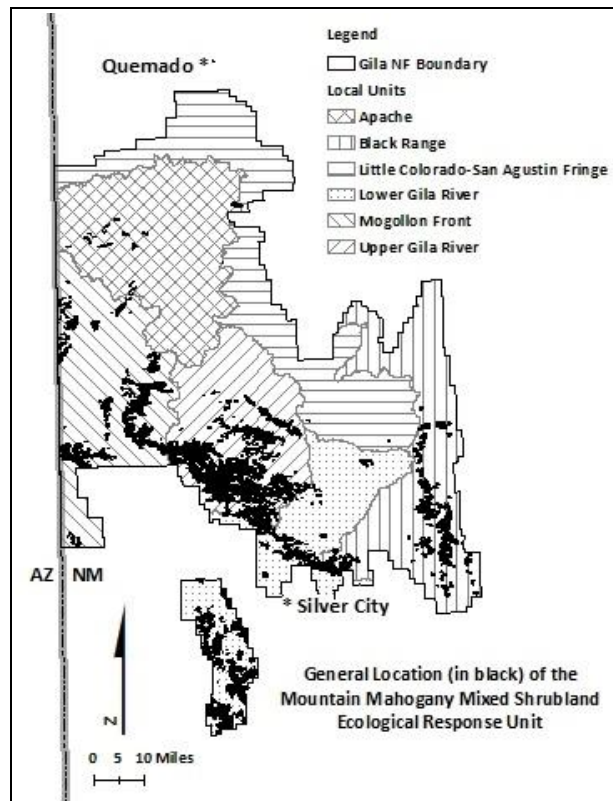 Legend
Quemado *
Gila NF Boundary
Local Units
Apache
Black Range
Little Colorado-San Agustin Fringe
Lower Gila River
Mogollon Front
Upper Gila River
AZ NM
* Silver City
N
General Location (in black) of the
Mountain Mahogany Mixed Shrubland
Ecological Response Unit
0 5 10 Miles